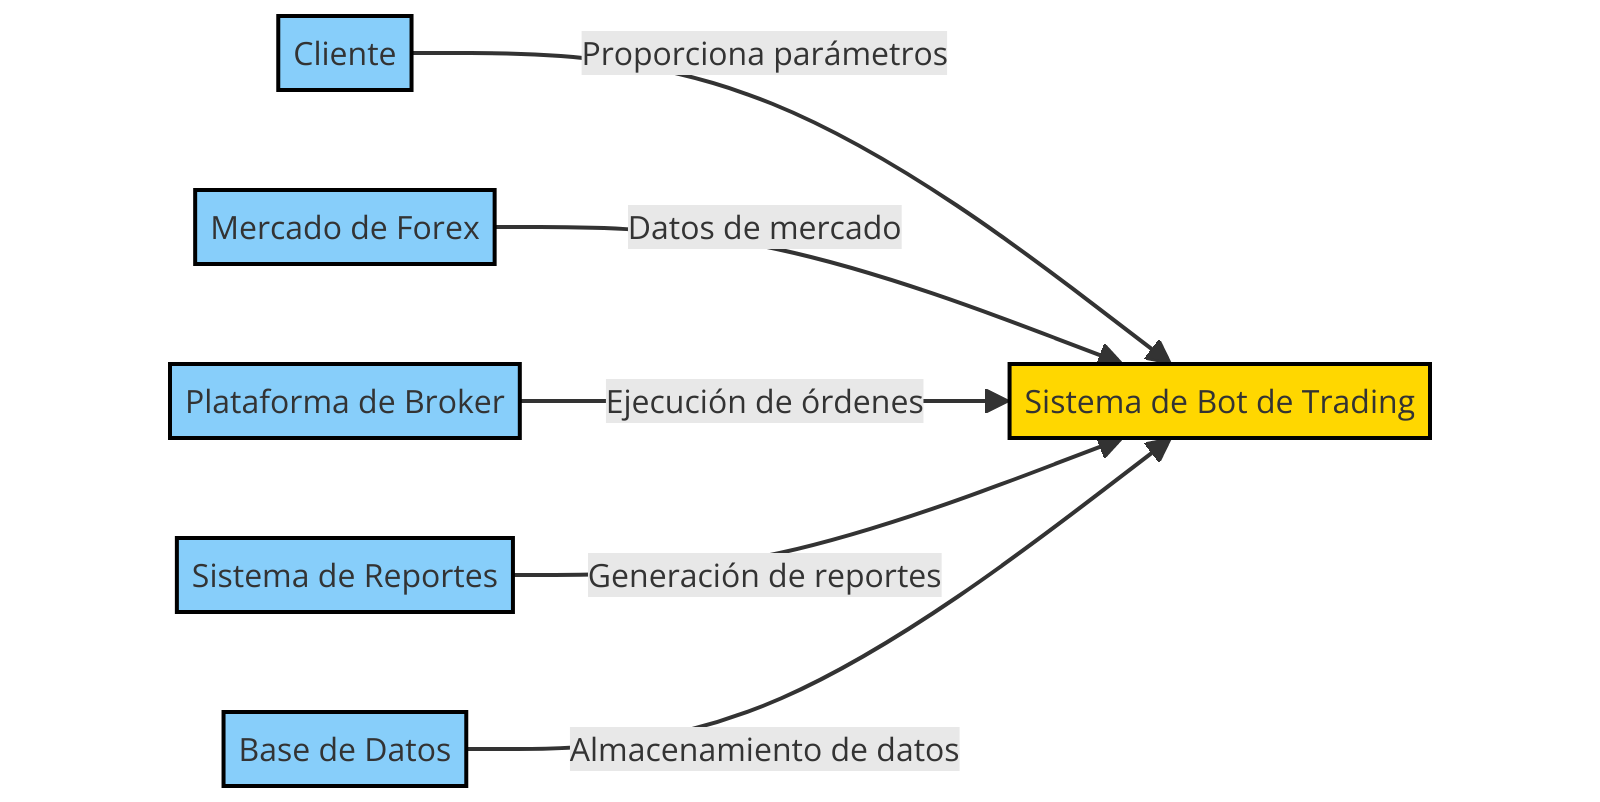 Cliente
Proporciona parámetros
Mercado de Forex
Datos de mercado
Plataforma de Broker
Ejecución de órdenes
Sistema de Bot de Trading
Sistema de Reportes
Generación de reportes
Base de Datos
Almacenamiento de datos